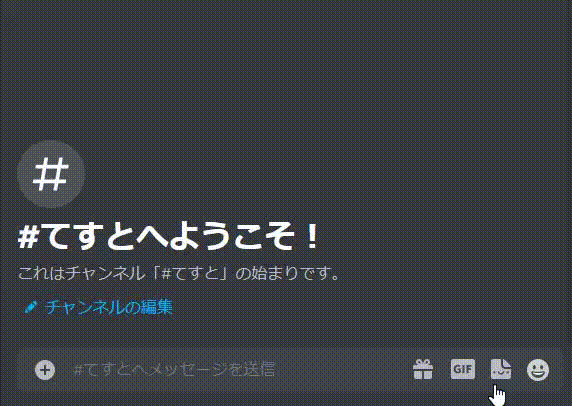 #てすとへようこそ！
これはチャンネル「#てすと」の始まりです。
チャンネルの編集
#てすとへメッセージを送信
GIF